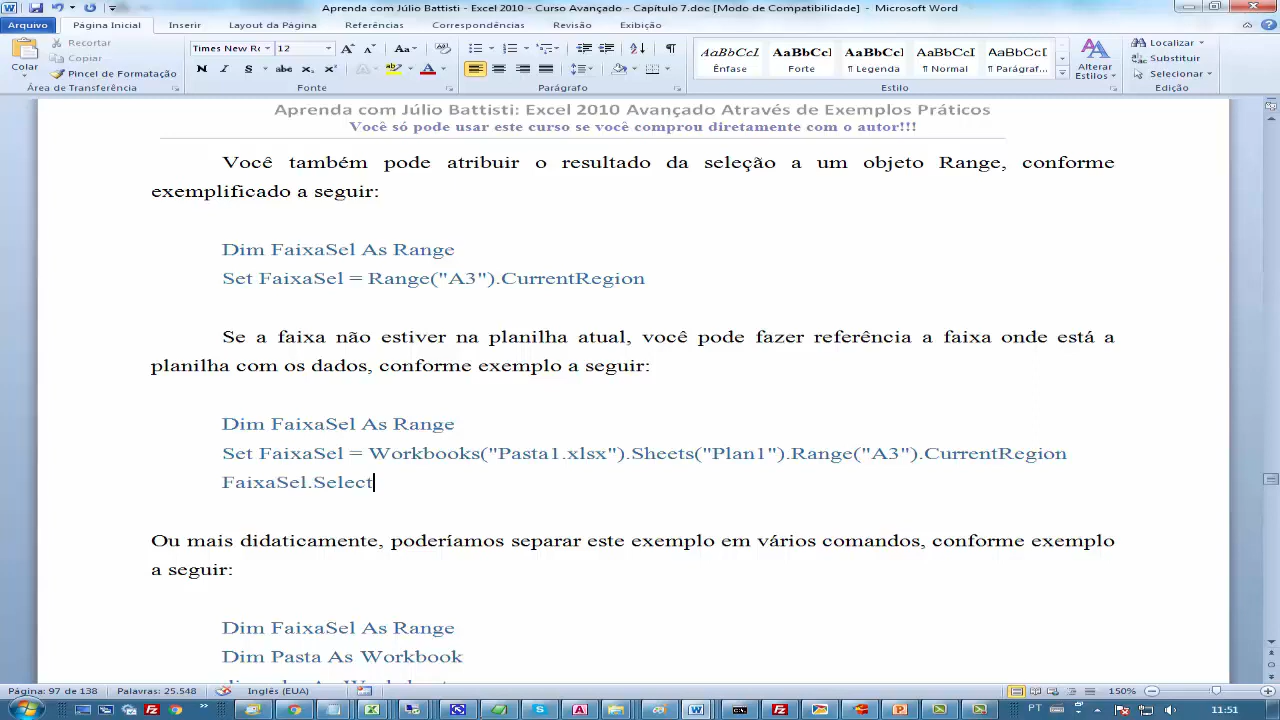 Aprenda com Júlio Battisti - Excel 2010 - Curso Avançado - Capítulo 7.doc [Modo de Compatibilidade] - Microsoft Word
Arquivo Página Inicial Inserir Layout da Página Referências Correspondências Revisão Exibição
Colar
Recortar
Copiar
Pincel de Formatação
Área de Transferência
Times New Ro 12
Fonte
Parágrafo
AaBbCcI AaBbCcI AaBbCcI AaBbCcI AaBbCcI
Ênfase Forte ¶ Legenda ¶ Normal ¶ Parágraf...
Alterar
Estilos
Estilo
Localizar
Substituir
Selecionar
Edição
Aprenda com Júlio Battisti: Excel 2010 Avançado Através de Exemplos Práticos
Você só pode usar este curso se você comprou diretamente com o autor!!!
Você também pode atribuir o resultado da seleção a um objeto Range, conforme
exemplificado a seguir:
Dim FaixaSel As Range
Set FaixaSel = Range("A3").CurrentRegion
Se a faixa não estiver na planilha atual, você pode fazer referência a faixa onde está a
planilha com os dados, conforme exemplo a seguir:
Dim FaixaSel As Range
Set FaixaSel = Workbooks("Pasta1.xlsx").Sheets("Plan1").Range("A3").CurrentRegion
FaixaSel.Select
Ou mais didaticamente, poderíamos separar este exemplo em vários comandos, conforme exemplo
a seguir:
Dim FaixaSel As Range
Dim Pasta As Workbook
Página: 97 de 138 Palavras: 25.548 Inglês (EUA) 150%
PT 11:51